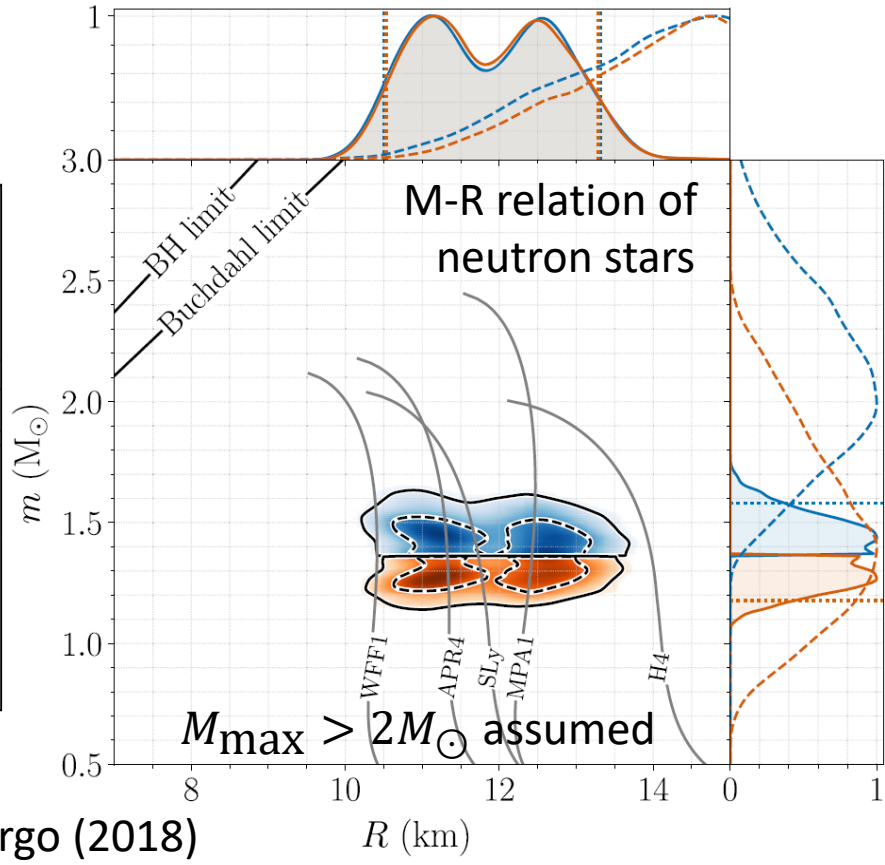 1
3.0
BH limit
Buchdahl limit
M-R relation of
neutron stars
2.5
2.0
m (M☉)
1.5
1.0
WFF1
APR4
SLy
MPA1
H4
M_max > 2M☉ assumed
0.5
8
10
12
14
0
1
R (km)
rgo (2018)